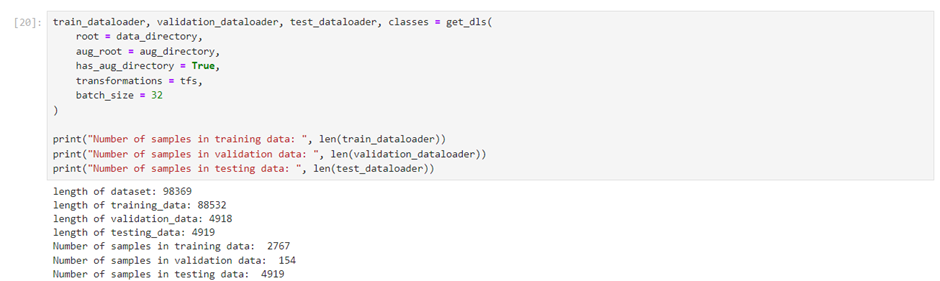 [20]: train_dataloader, validation_dataloader, test_dataloader, classes = get_dls(
    root = data_directory,
    aug_root = aug_directory,
    has_aug_directory = True,
    transformations = tfs,
    batch_size = 32
)

print("Number of samples in training data: ", len(train_dataloader))
print("Number of samples in validation data: ", len(validation_dataloader))
print("Number of samples in testing data: ", len(test_dataloader))
length of dataset: 98369
length of training_data: 88532
length of validation_data: 4918
length of testing_data: 4919
Number of samples in training data:  2767
Number of samples in validation data:  154
Number of samples in testing data:  4919